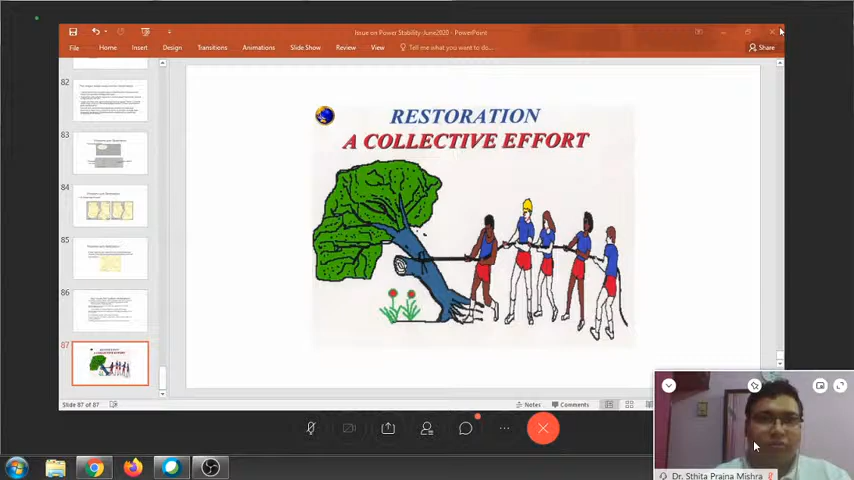 Issue on Power Stability-June2020 - PowerPoint
File Home Insert Design Transitions Animations Slide Show Review View Tell me what you want to do... Share
82
83
84
85
86
87
RESTORATION
A COLLECTIVE EFFORT
Slide 87 of 87
Notes Comments
Dr. Sthita Prajna Mishra